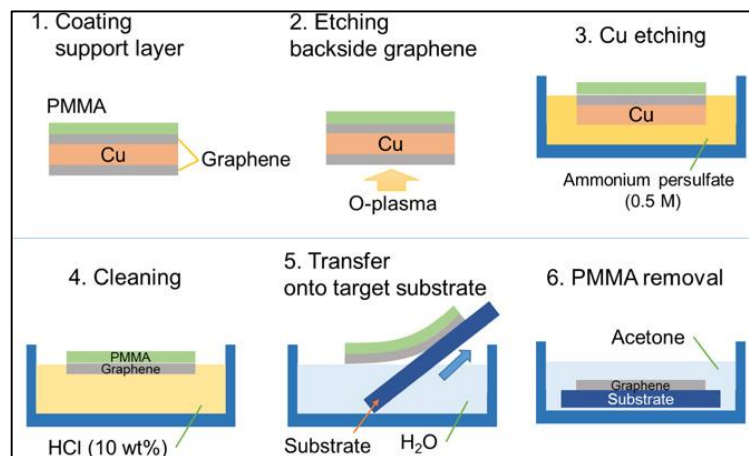 1. Coating
support layer
PMMA
Cu
Graphene
2. Etching
backside graphene
Cu
O-plasma
3. Cu etching
Cu
Ammonium persulfate
(0.5 M)
4. Cleaning
PMMA
Graphene
HCl (10 wt%)
5. Transfer
onto target substrate
Substrate
H₂O
6. PMMA removal
Acetone
Graphene
Substrate